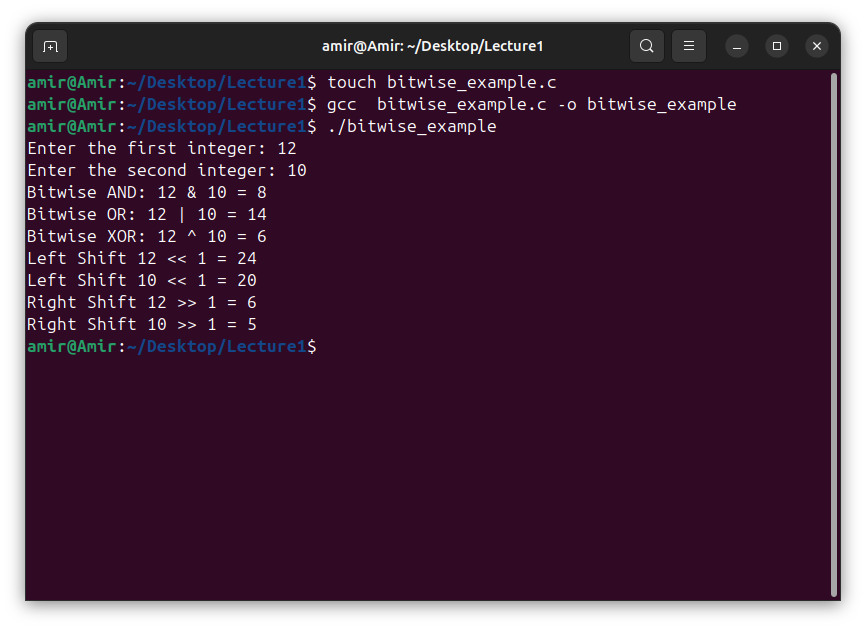 amir@Amir: ~/Desktop/Lecture1
amir@Amir:~/Desktop/Lecture1$ touch bitwise_example.c
amir@Amir:~/Desktop/Lecture1$ gcc  bitwise_example.c -o bitwise_example
amir@Amir:~/Desktop/Lecture1$ ./bitwise_example
Enter the first integer: 12
Enter the second integer: 10
Bitwise AND: 12 & 10 = 8
Bitwise OR: 12 | 10 = 14
Bitwise XOR: 12 ^ 10 = 6
Left Shift 12 << 1 = 24
Left Shift 10 << 1 = 20
Right Shift 12 >> 1 = 6
Right Shift 10 >> 1 = 5
amir@Amir:~/Desktop/Lecture1$